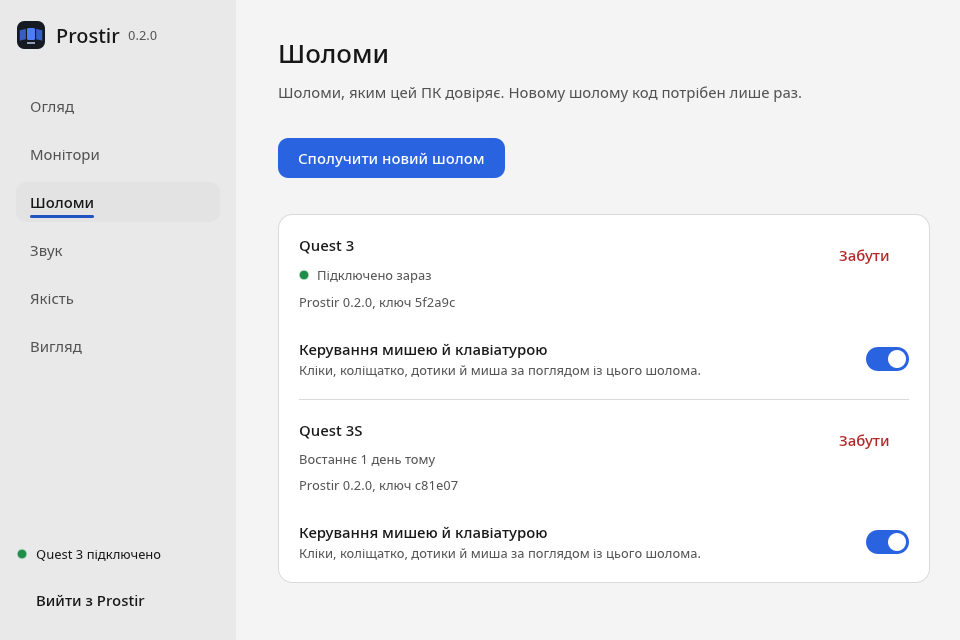 Prostir 0.2.0
Огляд
Монітори
Шоломи
Звук
Якість
Вигляд
Quest 3 підключено
Вийти з Prostir
Шоломи
Шоломи, яким цей ПК довіряє. Новому шолому код потрібен лише раз.
Сполучити новий шолом
Quest 3
Забути
Підключено зараз
Prostir 0.2.0, ключ 5f2a9c
Керування мишею й клавіатурою
Кліки, коліщатко, дотики й миша за поглядом із цього шолома.
Quest 3S
Забути
Востаннє 1 день тому
Prostir 0.2.0, ключ c81e07
Керування мишею й клавіатурою
Кліки, коліщатко, дотики й миша за поглядом із цього шолома.